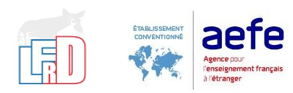 LFRD
ÉTABLISSEMENT
CONVENTIONNÉ
aefe
Agence pour
l'enseignement français
à l'étranger